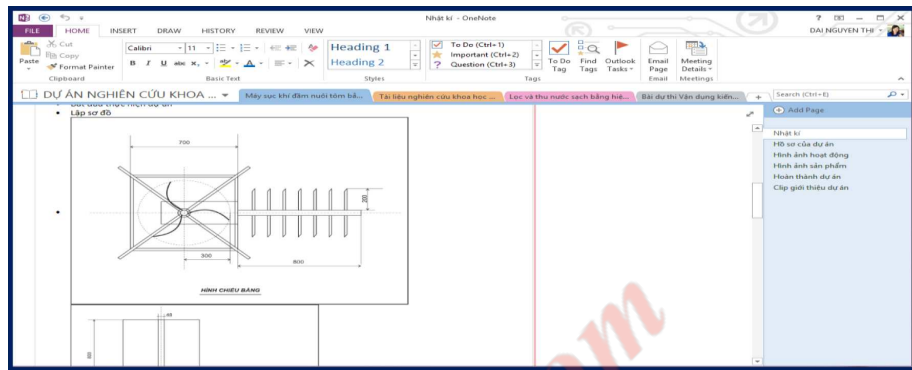 Nhật kí - OneNote
FILE HOME INSERT DRAW HISTORY REVIEW VIEW
DAI NGUYEN THI
Paste
Cut
Copy
Format Painter
Clipboard
Calibri 11
B I U abc
Basic Text
Heading 1
Heading 2
Styles
To Do (Ctrl+1)
Important (Ctrl+2)
Question (Ctrl+3)
To Do Tag
Find Tags
Outlook Tasks
Tags
Email Page
Email
Meeting Details
Meetings
DỰ ÁN NGHIÊN CỨU KHOA ...
Máy sục khí đầm nuôi tôm bằ...
Tài liệu nghiên cứu khoa học ...
Lọc và thu nước sạch bằng hiệ...
Bài dự thi Vận dụng kiến...
Search (Ctrl+E)
Add Page
Nhật kí
Hồ sơ của dự án
Hình ảnh hoạt động
Hình ảnh sản phẩm
Hoàn thành dự án
Clip giới thiệu dự án
Lập sơ đồ
700
200
300
800
HÌNH CHIẾU BẰNG
om